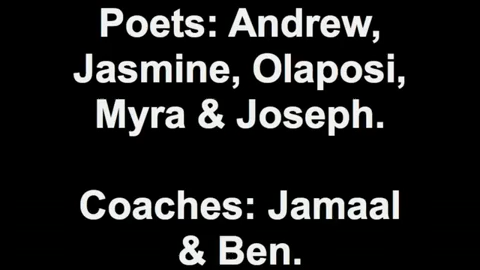 Poets: Andrew,
Jasmine, Olaposi,
Myra & Joseph.
Coaches: Jamaal
& Ben.